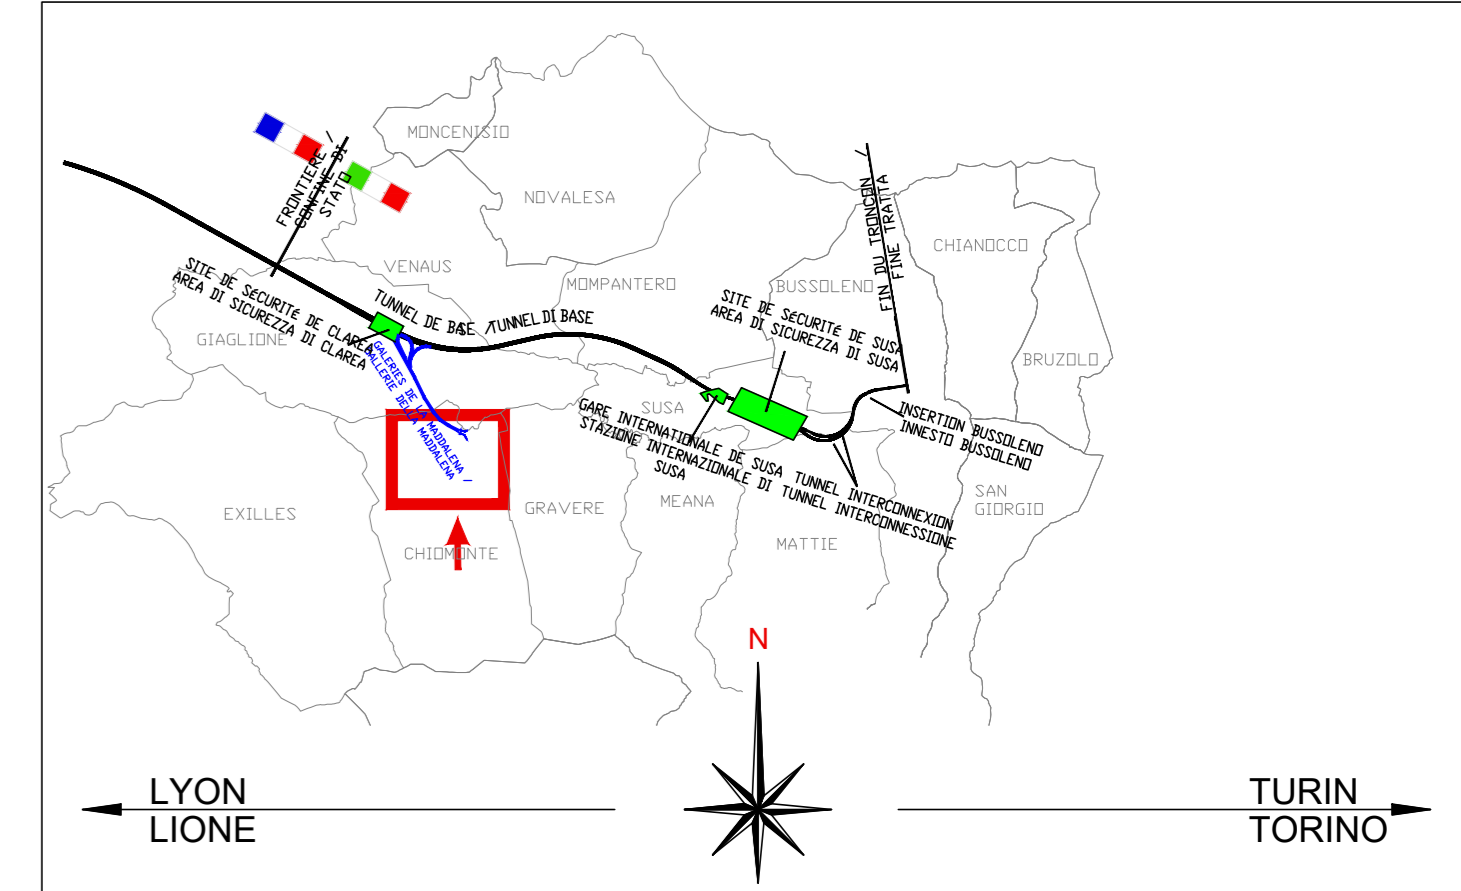 MONCENISIO
FRONTIERE /
CONFINE DI
STATO
NOVALESA
FIN DU TRONCON /
FINE TRATTA
CHIANOCCO
VENAUS
SITE DE SÉCURITÉ DE CLAREA
AREA DI SICUREZZA DI CLAREA
MOMPANTERO
BUSSOLENO
TUNNEL DE BASE /TUNNEL DI BASE
SITE DE SÉCURITÉ DE SUSA
AREA DI SICUREZZA DI SUSA
GIAGLIONE
BRUZOLO
GALERIES DE LA MADDALENA /
GALLERIE DELLA MADDALENA
SUSA
GARE INTERNATIONALE DE SUSA
STAZIONE INTERNAZIONALE DI
SUSA
INSERTION BUSSOLENO
INNESTO BUSSOLENO
TUNNEL INTERCONNEXION
TUNNEL INTERCONNESSIONE
EXILLES
GRAVERE
MEANA
SAN
GIORGIO
CHIOMONTE
MATTIE
N
LYON
LIONE
TURIN
TORINO